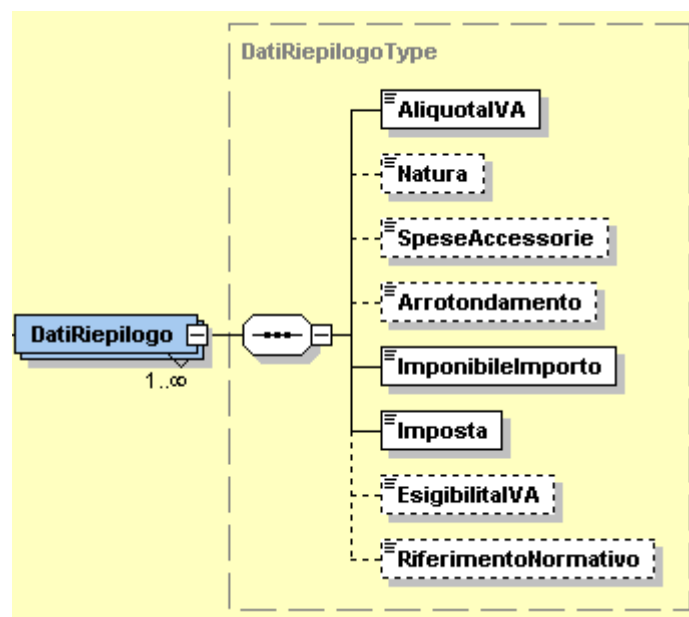 DatiRiepilogoType
AliquotaIVA
Natura
SpeseAccessorie
Arrotondamento
DatiRiepilogo
1..∞
ImponibileImporto
Imposta
EsigibilitaIVA
RiferimentoNormativo